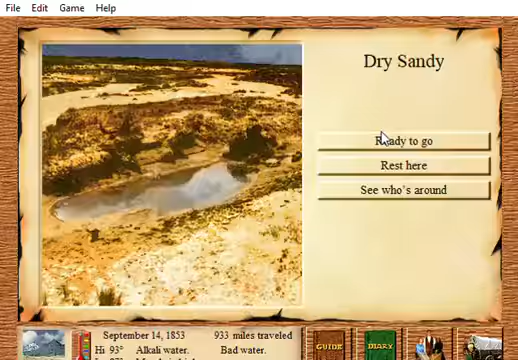 File Edit Game Help
Dry Sandy
Ready to go
Rest here
See who's around
September 14, 1853 933 miles traveled
Hi 93° Alkali water. Bad water.
GUIDE DIARY